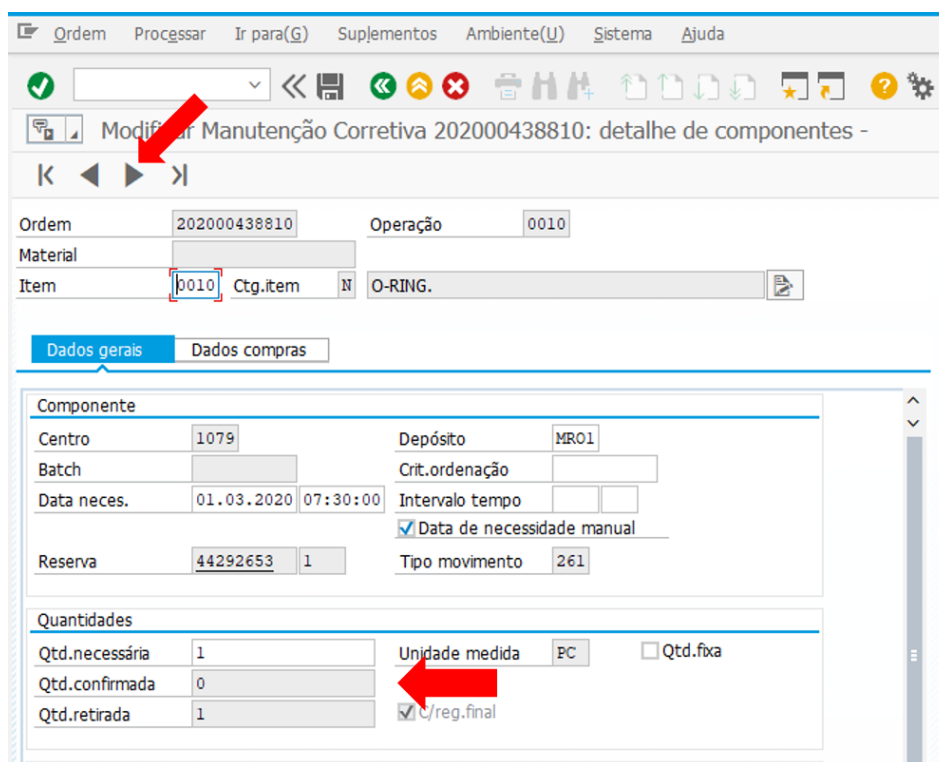 Ordem Processar Ir para(G) Suplementos Ambiente(U) Sistema Ajuda
Modificar Manutenção Corretiva 202000438810: detalhe de componentes -
Ordem 202000438810 Operação 0010
Material
Item 0010 Ctg.item N O-RING.
Dados gerais Dados compras
Componente
Centro 1079 Depósito MRO1
Batch Crit.ordenação
Data neces. 01.03.2020 07:30:00 Intervalo tempo
Data de necessidade manual
Reserva 44292653 1 Tipo movimento 261
Quantidades
Qtd.necessária 1 Unidade medida PC Qtd.fixa
Qtd.confirmada 0
Qtd.retirada 1 C/reg.final